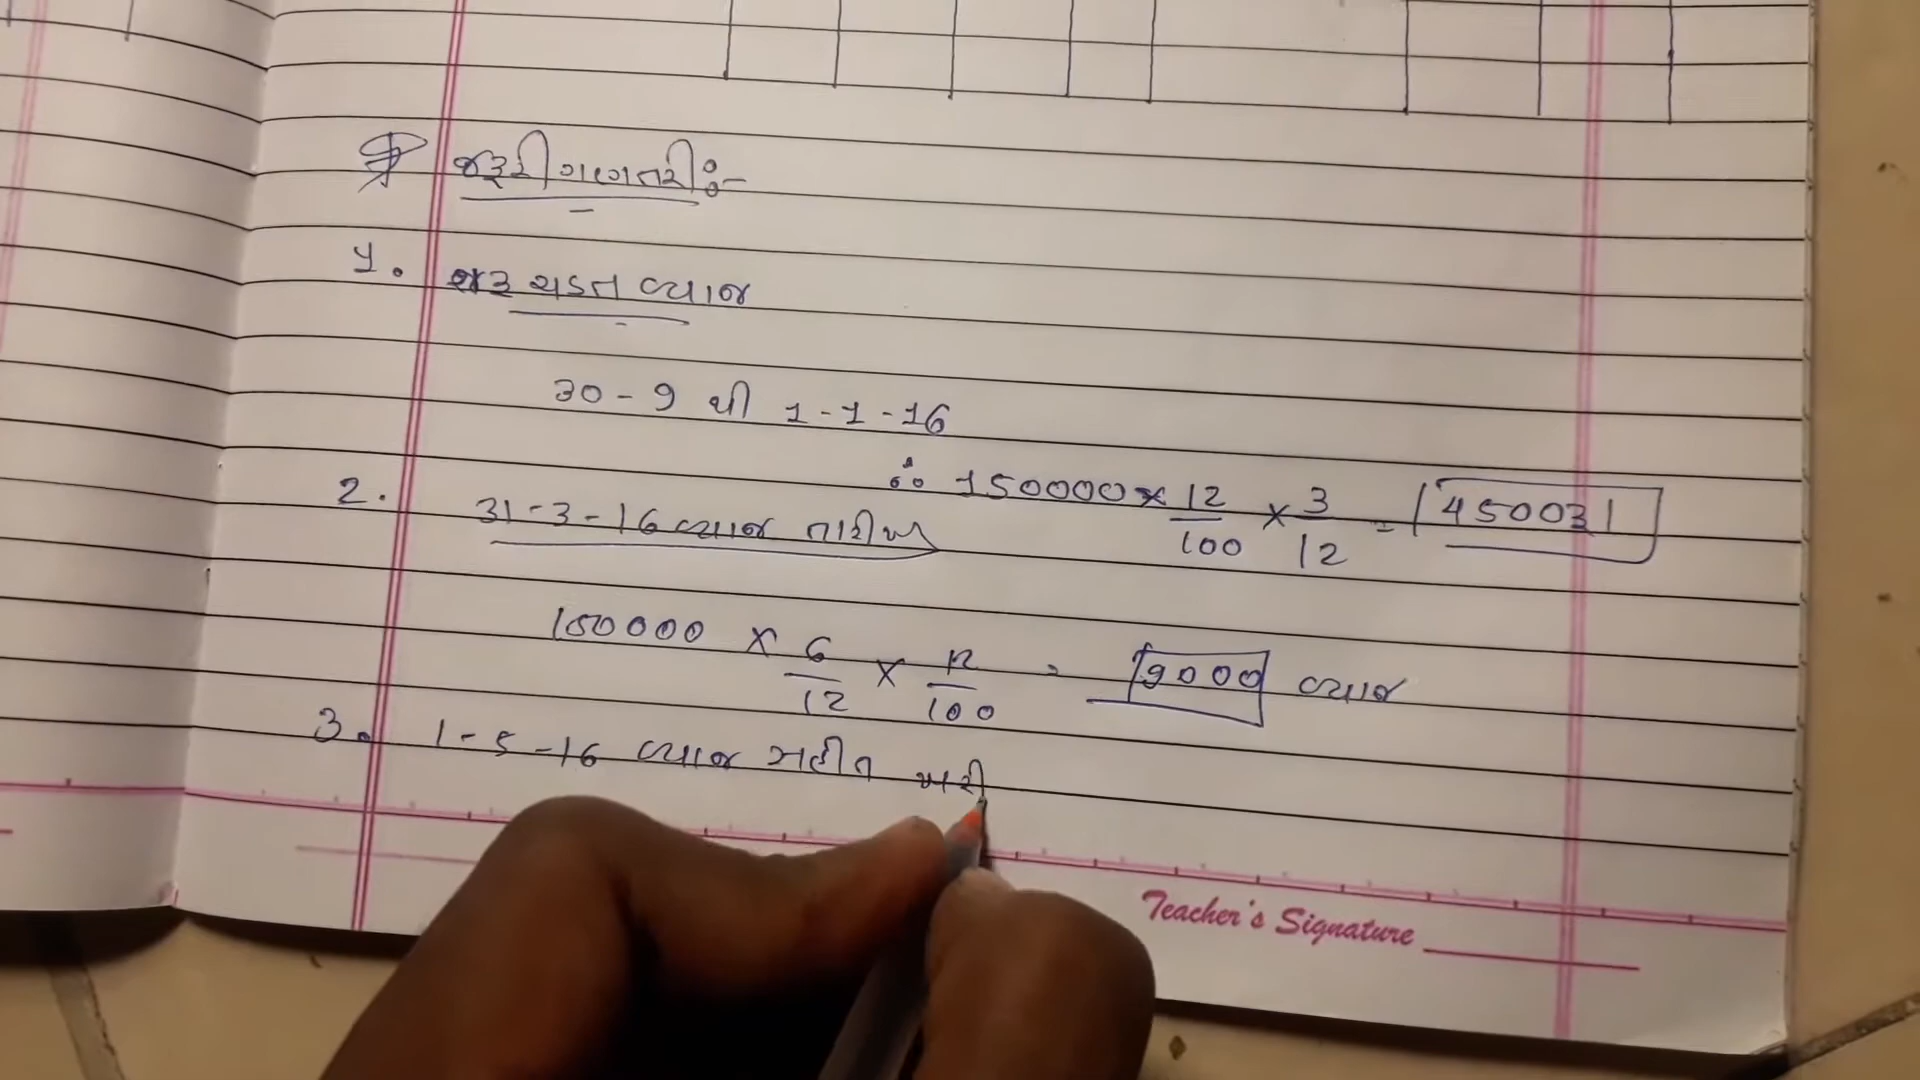 જરૂરી ગણતરી :-
1. શરૂ ચડત વ્યાજ
30-9 થી 1-1-16
∴ 150000 × 12/100 × 3/12 = 4500
2. 31-3-16 વ્યાજ તારીખ
150000 × 6/12 × 12/100 = 9000 વ્યાજ
3. 1-5-16 વ્યાજ સહીત ખરી
Teacher's Signature